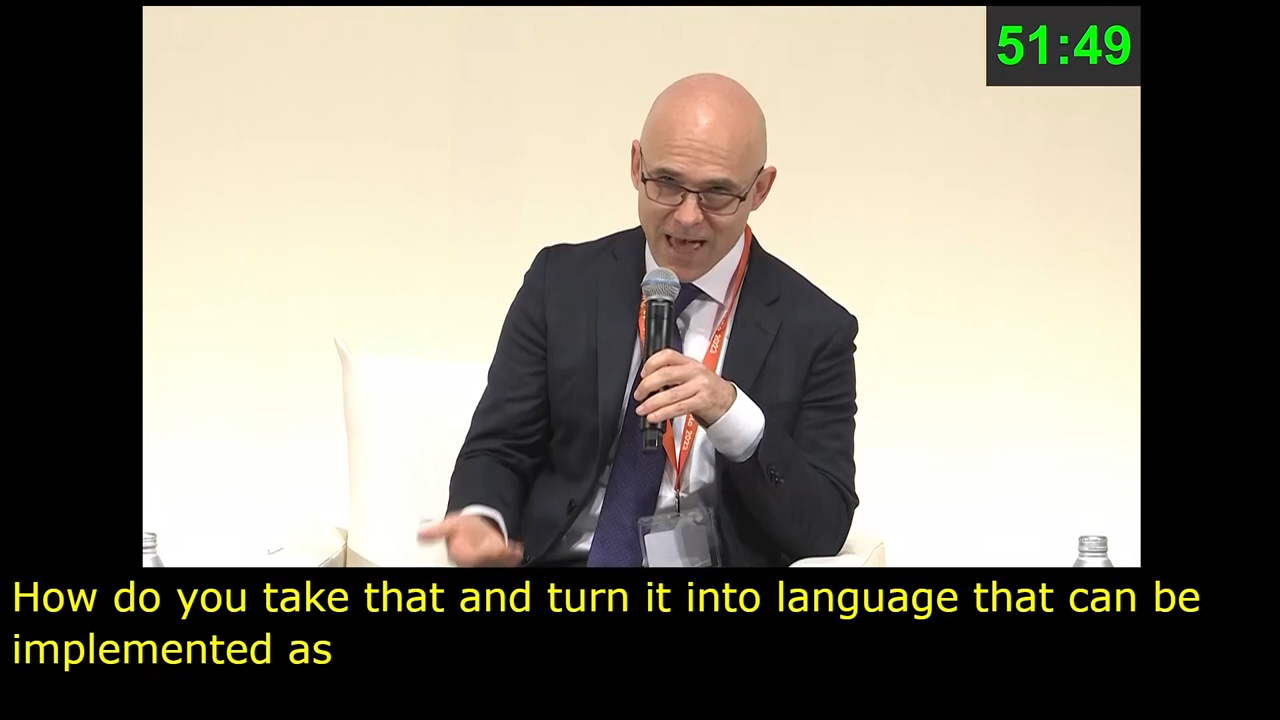 51:49
How do you take that and turn it into language that can be
implemented as